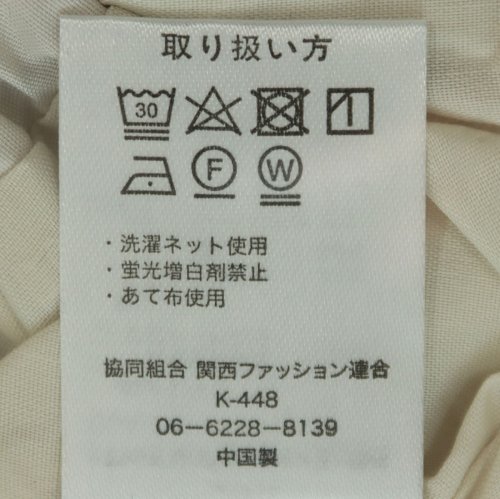 取り扱い方
30
F W
・洗濯ネット使用
・蛍光増白剤禁止
・あて布使用
協同組合 関西ファッション連合
K-448
06-6228-8139
中国製